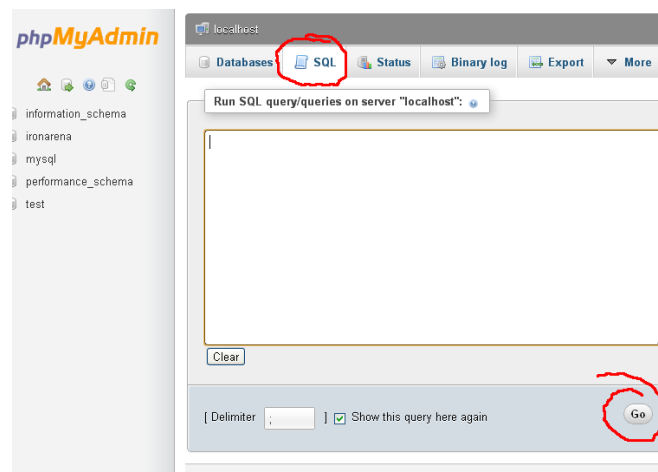 phpMyAdmin
information_schema
ironarena
mysql
performance_schema
test
localhost
Databases SQL Status Binary log Export More
Run SQL query/queries on server "localhost":
Clear
[ Delimiter ; ] Show this query here again Go